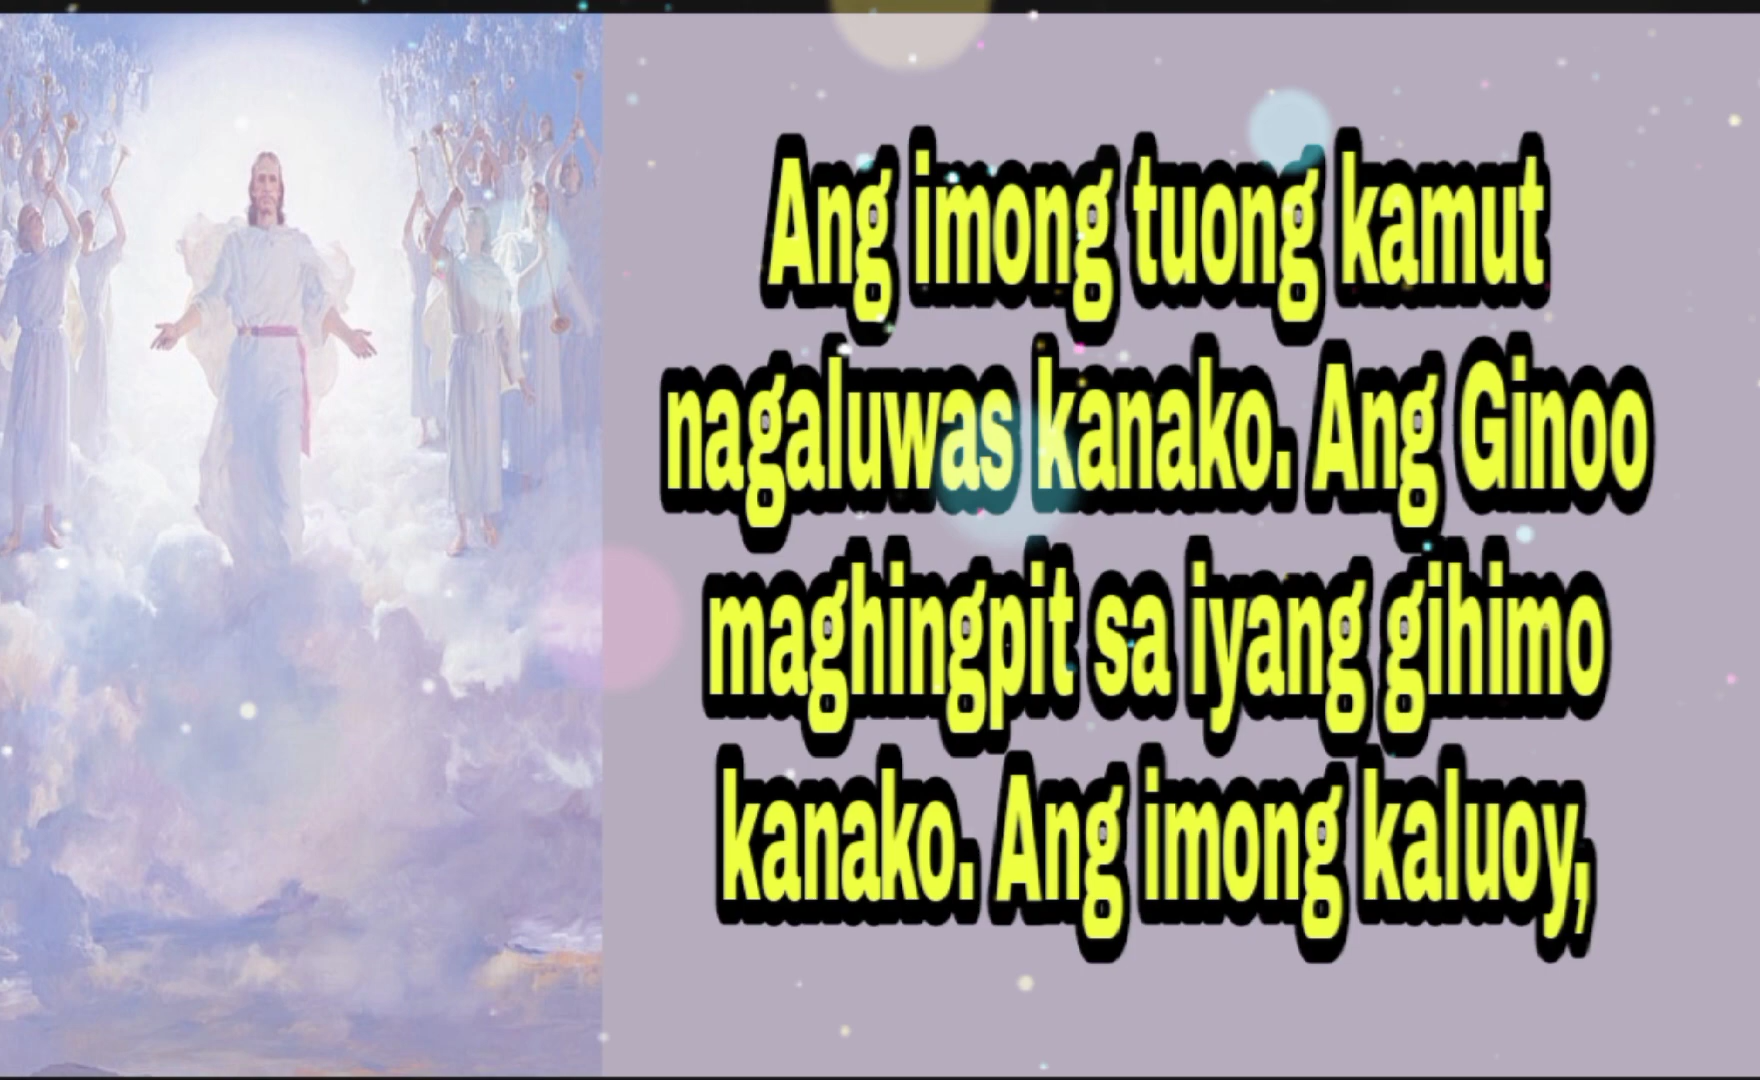 Ang imong tuong kamut
nagaluwas kanako. Ang Ginoo
maghingpit sa iyang gihimo
kanako. Ang imong kaluoy,